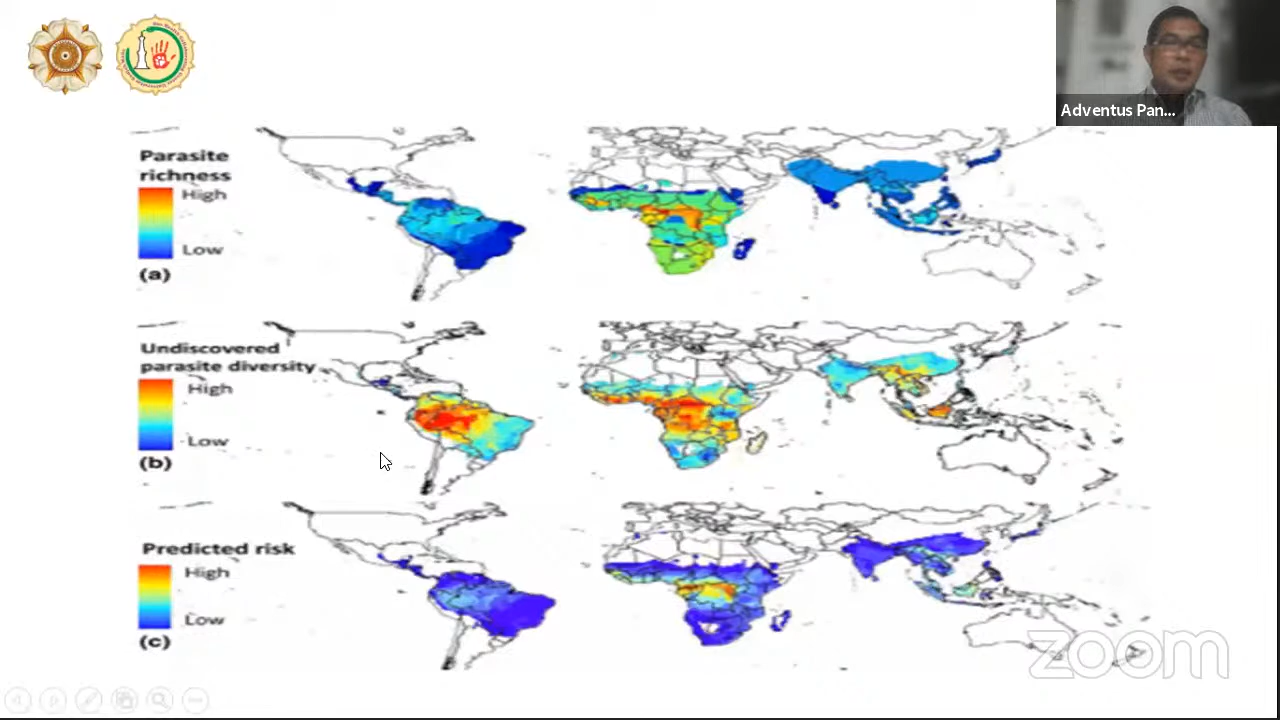 Adventus Pan...
Parasite
richness
High
Low
(a)
Undiscovered
parasite diversity
High
Low
(b)
Predicted risk
High
Low
(c)
zoom